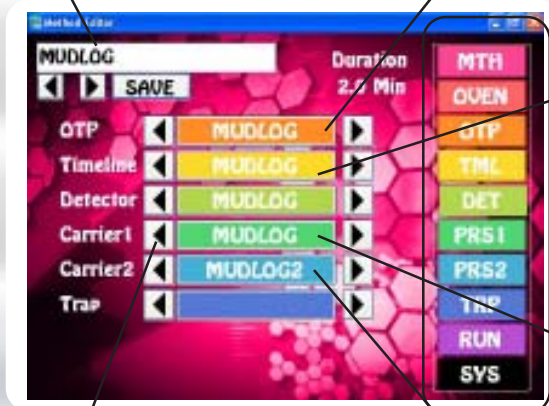 Method Editor
MUDLOG
SAVE
Duration
2.0 Min
OTP MUDLOG
Timeline MUDLOG
Detector MUDLOG
Carrier1 MUDLOG
Carrier2 MUDLOG2
Trap
MTH
OVEN
OTP
TML
DET
PRS1
PRS2
TRP
RUN
SYS